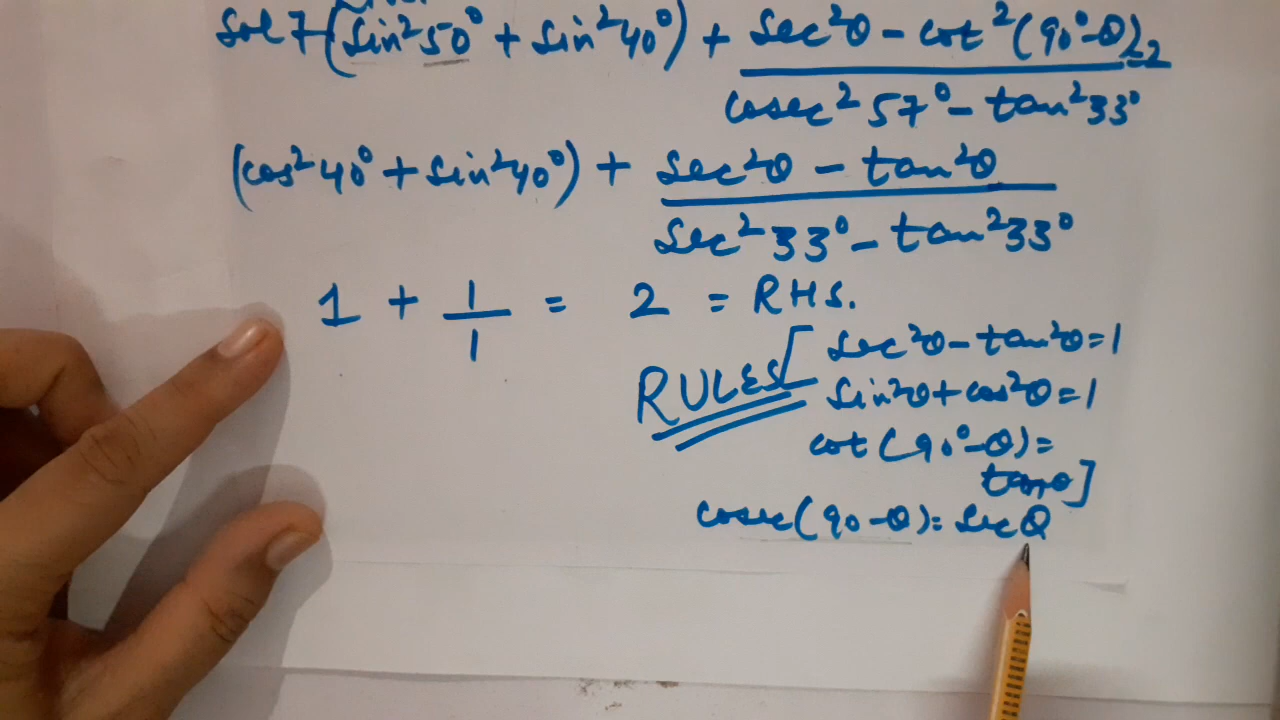 Sol 7 (sin²50° + sin²40°) + sec²θ - cot²(90°-θ) = 2
cosec²57° - tan²33°
(cos²40° + sin²40°) + sec²θ - tan²θ
sec²33° - tan²33°
1 + 1/1 = 2 = RHS.
RULES [ sec²θ - tan²θ = 1
sin²θ + cos²θ = 1
cot (90° - θ) =
tanθ ]
cosec (90 - θ) = sec θ